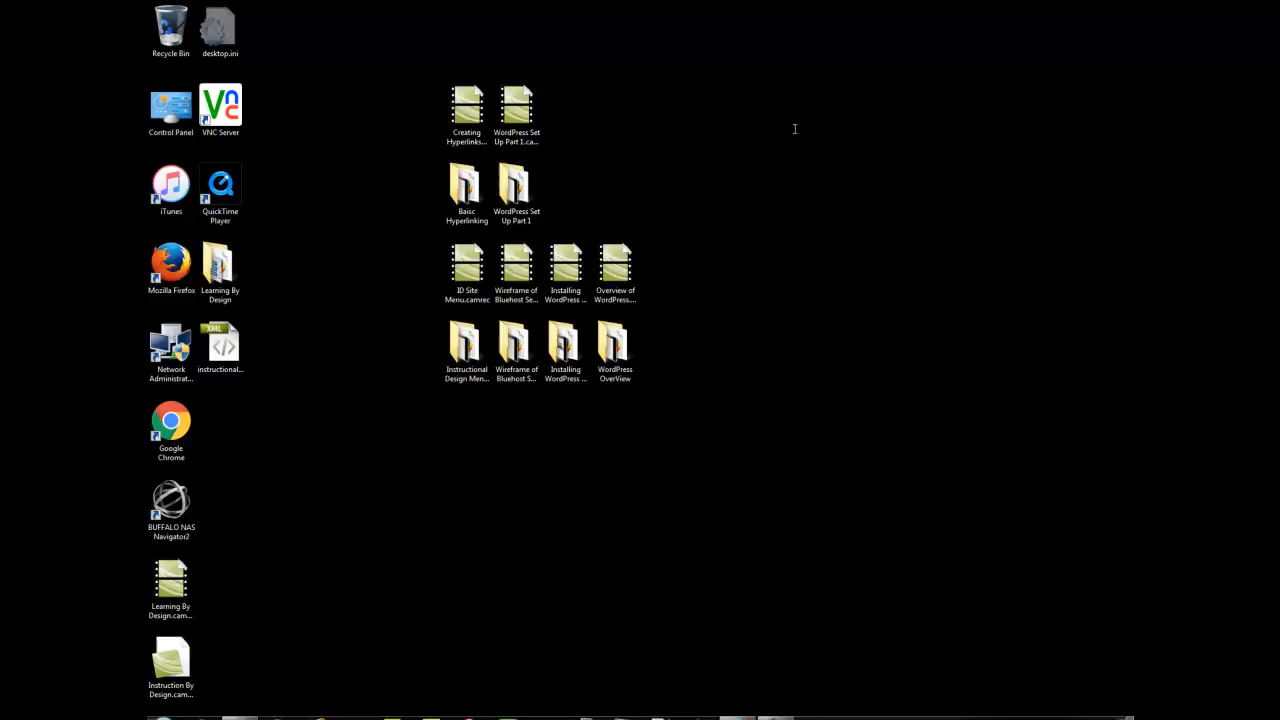 Recycle Bin
desktop.ini
Control Panel
VNC Server
Creating
Hyperlinks...
WordPress Set
Up Part 1.ca...
iTunes
QuickTime
Player
Baisc
Hyperlinking
WordPress Set
Up Part 1
Mozilla Firefox
Learning By
Design
ID Site
Menu.camrec
Wireframe of
Bluehost Se...
Installing
WordPress ...
Overview of
WordPress....
Network
Administrat...
XML
instructional...
Instructional
Design Men...
Wireframe of
Bluehost S...
Installing
WordPress ...
WordPress
OverView
Google
Chrome
BUFFALO NAS
Navigator2
Learning By
Design.cam...
Instruction By
Design.cam...